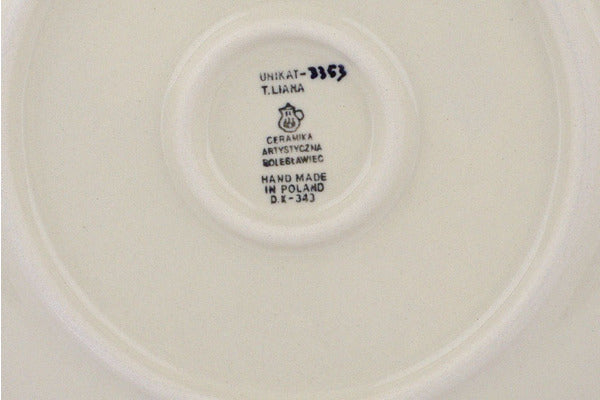 UNIKAT-3353
T.LIANA
CERAMIKA
ARTYSTYCZNA
BOLESŁAWIEC
HAND MADE
IN POLAND
D.X-343